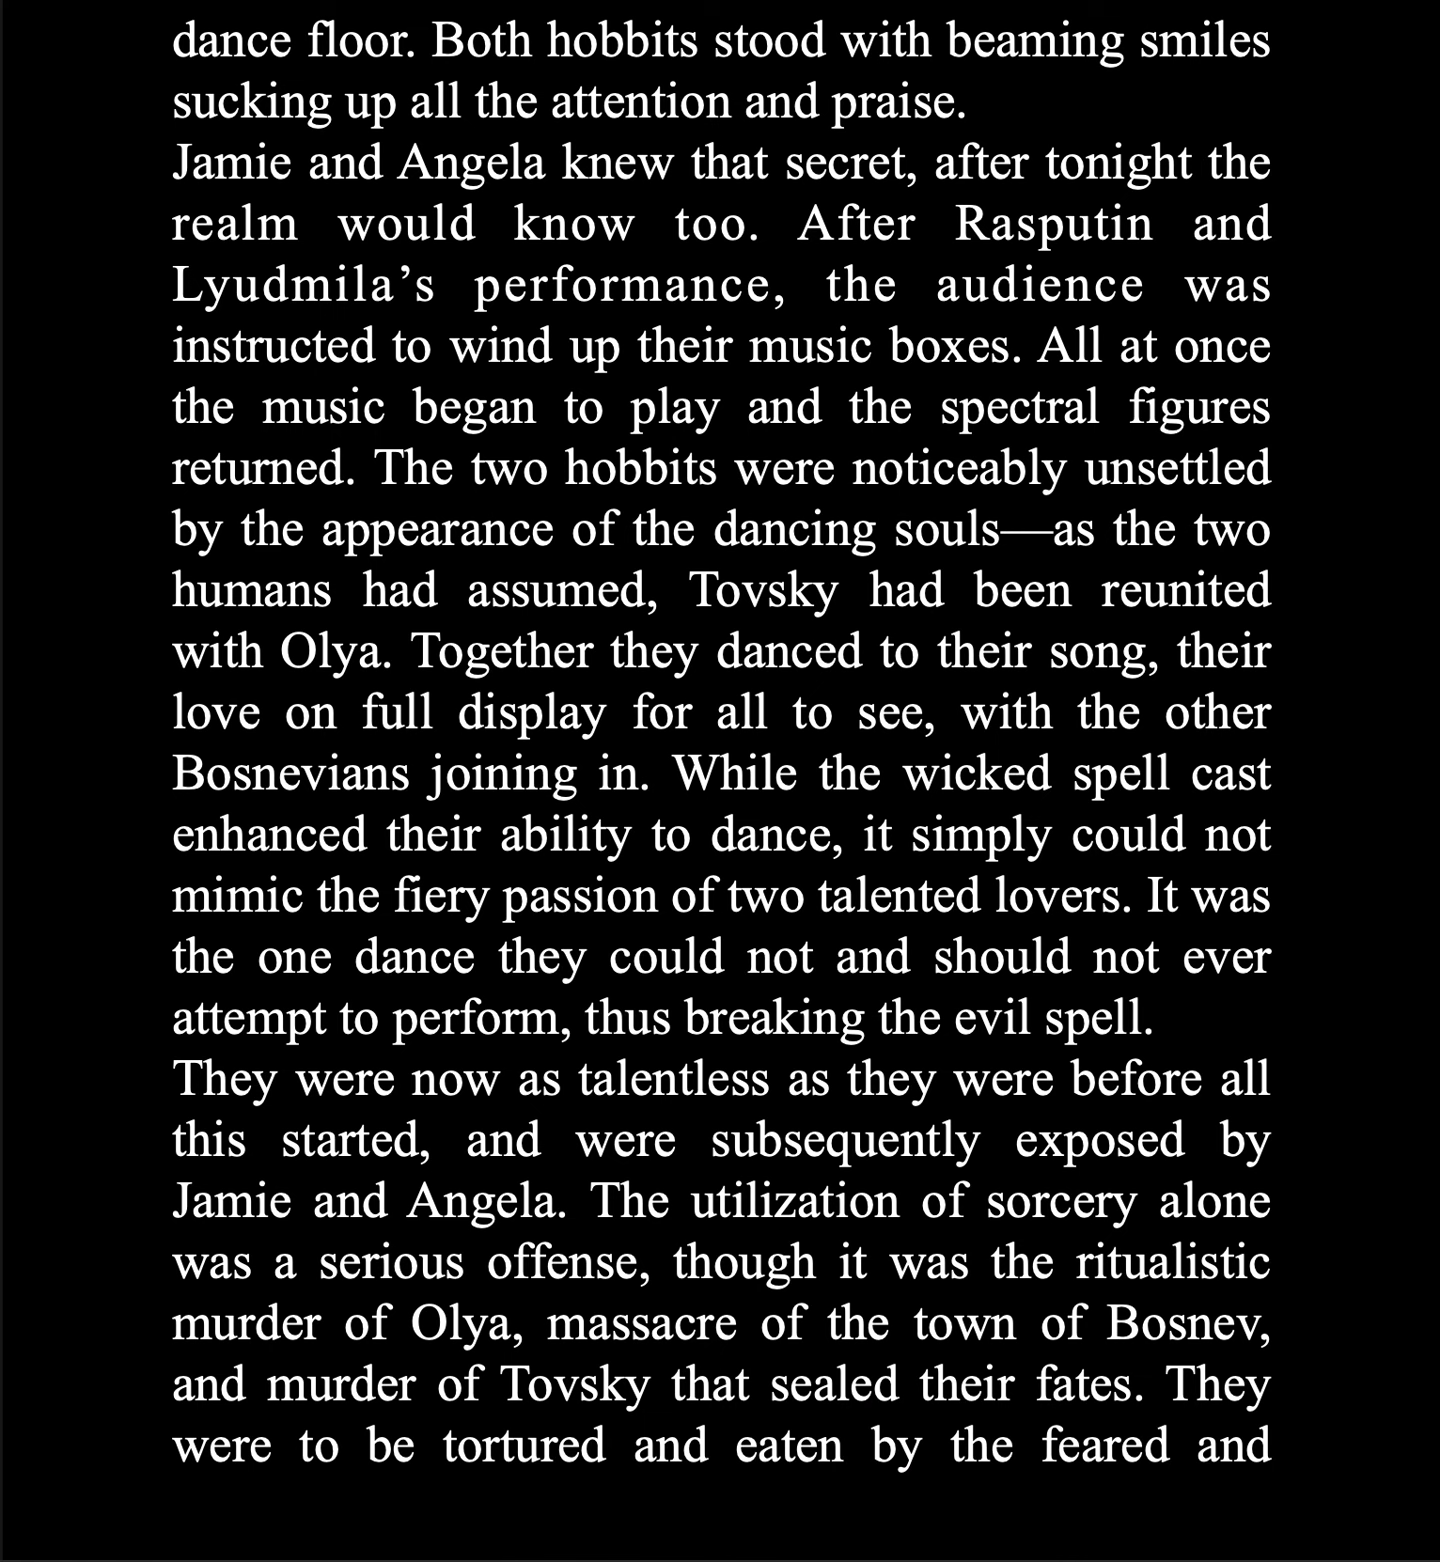 dance floor. Both hobbits stood with beaming smiles
sucking up all the attention and praise.
Jamie and Angela knew that secret, after tonight the
realm would know too. After Rasputin and
Lyudmila’s performance, the audience was
instructed to wind up their music boxes. All at once
the music began to play and the spectral figures
returned. The two hobbits were noticeably unsettled
by the appearance of the dancing souls—as the two
humans had assumed, Tovsky had been reunited
with Olya. Together they danced to their song, their
love on full display for all to see, with the other
Bosnevians joining in. While the wicked spell cast
enhanced their ability to dance, it simply could not
mimic the fiery passion of two talented lovers. It was
the one dance they could not and should not ever
attempt to perform, thus breaking the evil spell.
They were now as talentless as they were before all
this started, and were subsequently exposed by
Jamie and Angela. The utilization of sorcery alone
was a serious offense, though it was the ritualistic
murder of Olya, massacre of the town of Bosnev,
and murder of Tovsky that sealed their fates. They
were to be tortured and eaten by the feared and